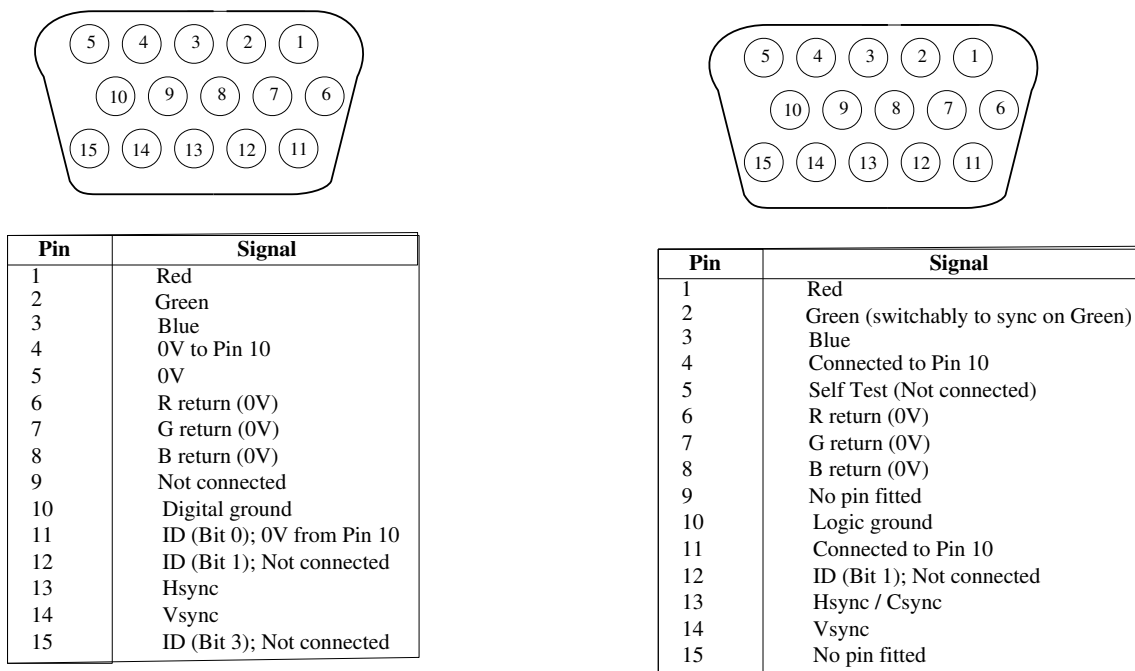 5 4 3 2 1
10 9 8 7 6
15 14 13 12 11
Pin Signal
1 Red
2 Green
3 Blue
4 0V to Pin 10
5 0V
6 R return (0V)
7 G return (0V)
8 B return (0V)
9 Not connected
10 Digital ground
11 ID (Bit 0); 0V from Pin 10
12 ID (Bit 1); Not connected
13 Hsync
14 Vsync
15 ID (Bit 3); Not connected
5 4 3 2 1
10 9 8 7 6
15 14 13 12 11
Pin Signal
1 Red
2 Green (switchably to sync on Green)
3 Blue
4 Connected to Pin 10
5 Self Test (Not connected)
6 R return (0V)
7 G return (0V)
8 B return (0V)
9 No pin fitted
10 Logic ground
11 Connected to Pin 10
12 ID (Bit 1); Not connected
13 Hsync / Csync
14 Vsync
15 No pin fitted